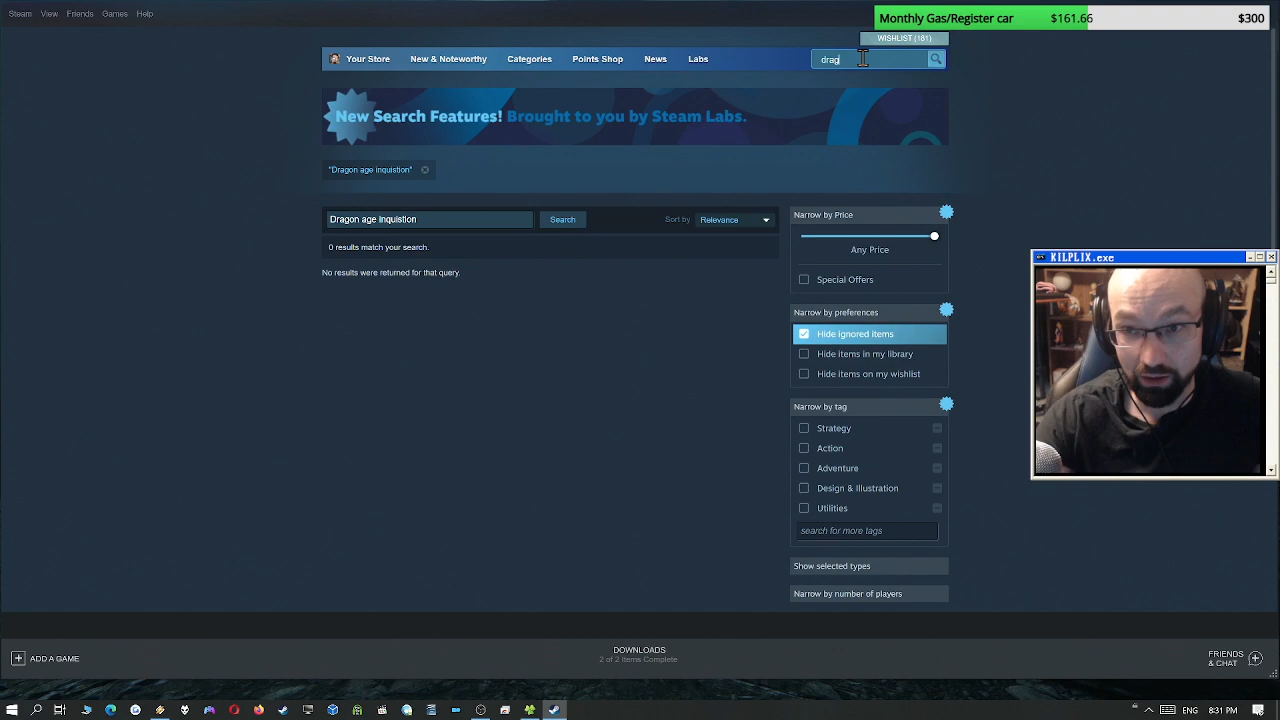 Steam View Friends Games Help
Monthly Gas/Register car $161.66 $300
WISHLIST (181)
Your Store New & Noteworthy Categories Points Shop News Labs drag
New Search Features! Brought to you by Steam Labs.
"Dragon age Inquistion"
Dragon age Inquistion Search Sort by Relevance
0 results match your search.
No results were returned for that query.
Narrow by Price
Any Price
Special Offers
Narrow by preferences
Hide ignored items
Hide items in my library
Hide items on my wishlist
Narrow by tag
Strategy
Action
Adventure
Design & Illustration
Utilities
search for more tags
Show selected types
Narrow by number of players
KILPLIX.exe
ADD A GAME
DOWNLOADS
2 of 2 Items Complete
FRIENDS
& CHAT
8:31 PM